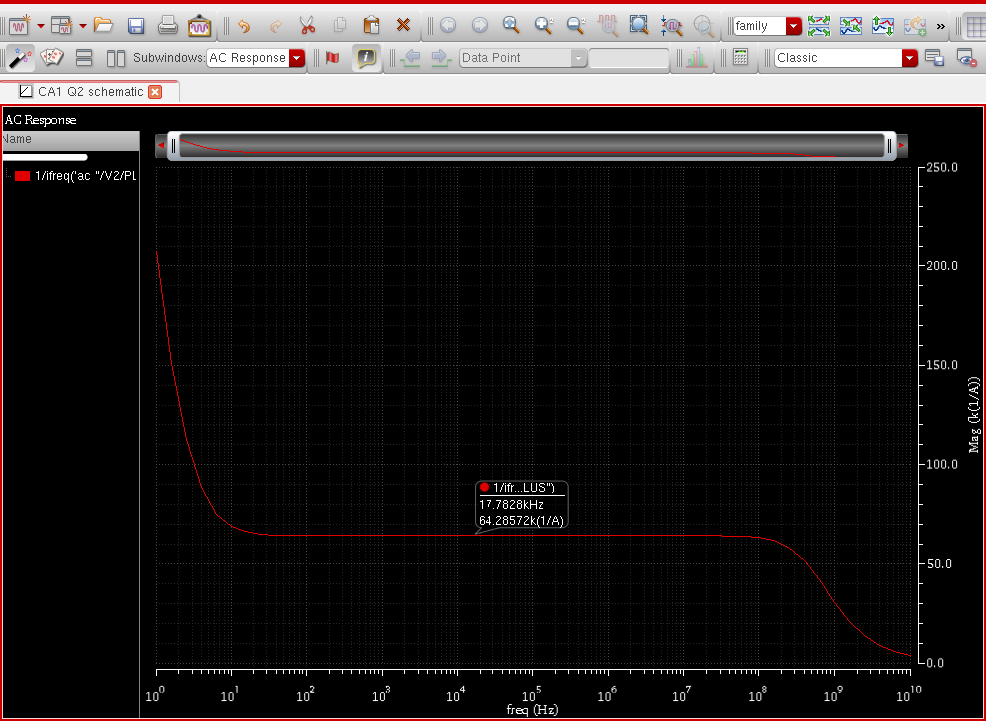 family
»
Subwindows: AC Response
Data Point
Classic
CA1 Q2 schematic
AC Response
Name
1/ifreq('ac "/V2/PL
250.0
200.0
150.0
100.0
50.0
0.0
Mag (k(1/A))
1/ifr...LUS")
17.7828kHz
64.28572k(1/A)
10^0 10^1 10^2 10^3 10^4 10^5 10^6 10^7 10^8 10^9 10^10
freq (Hz)